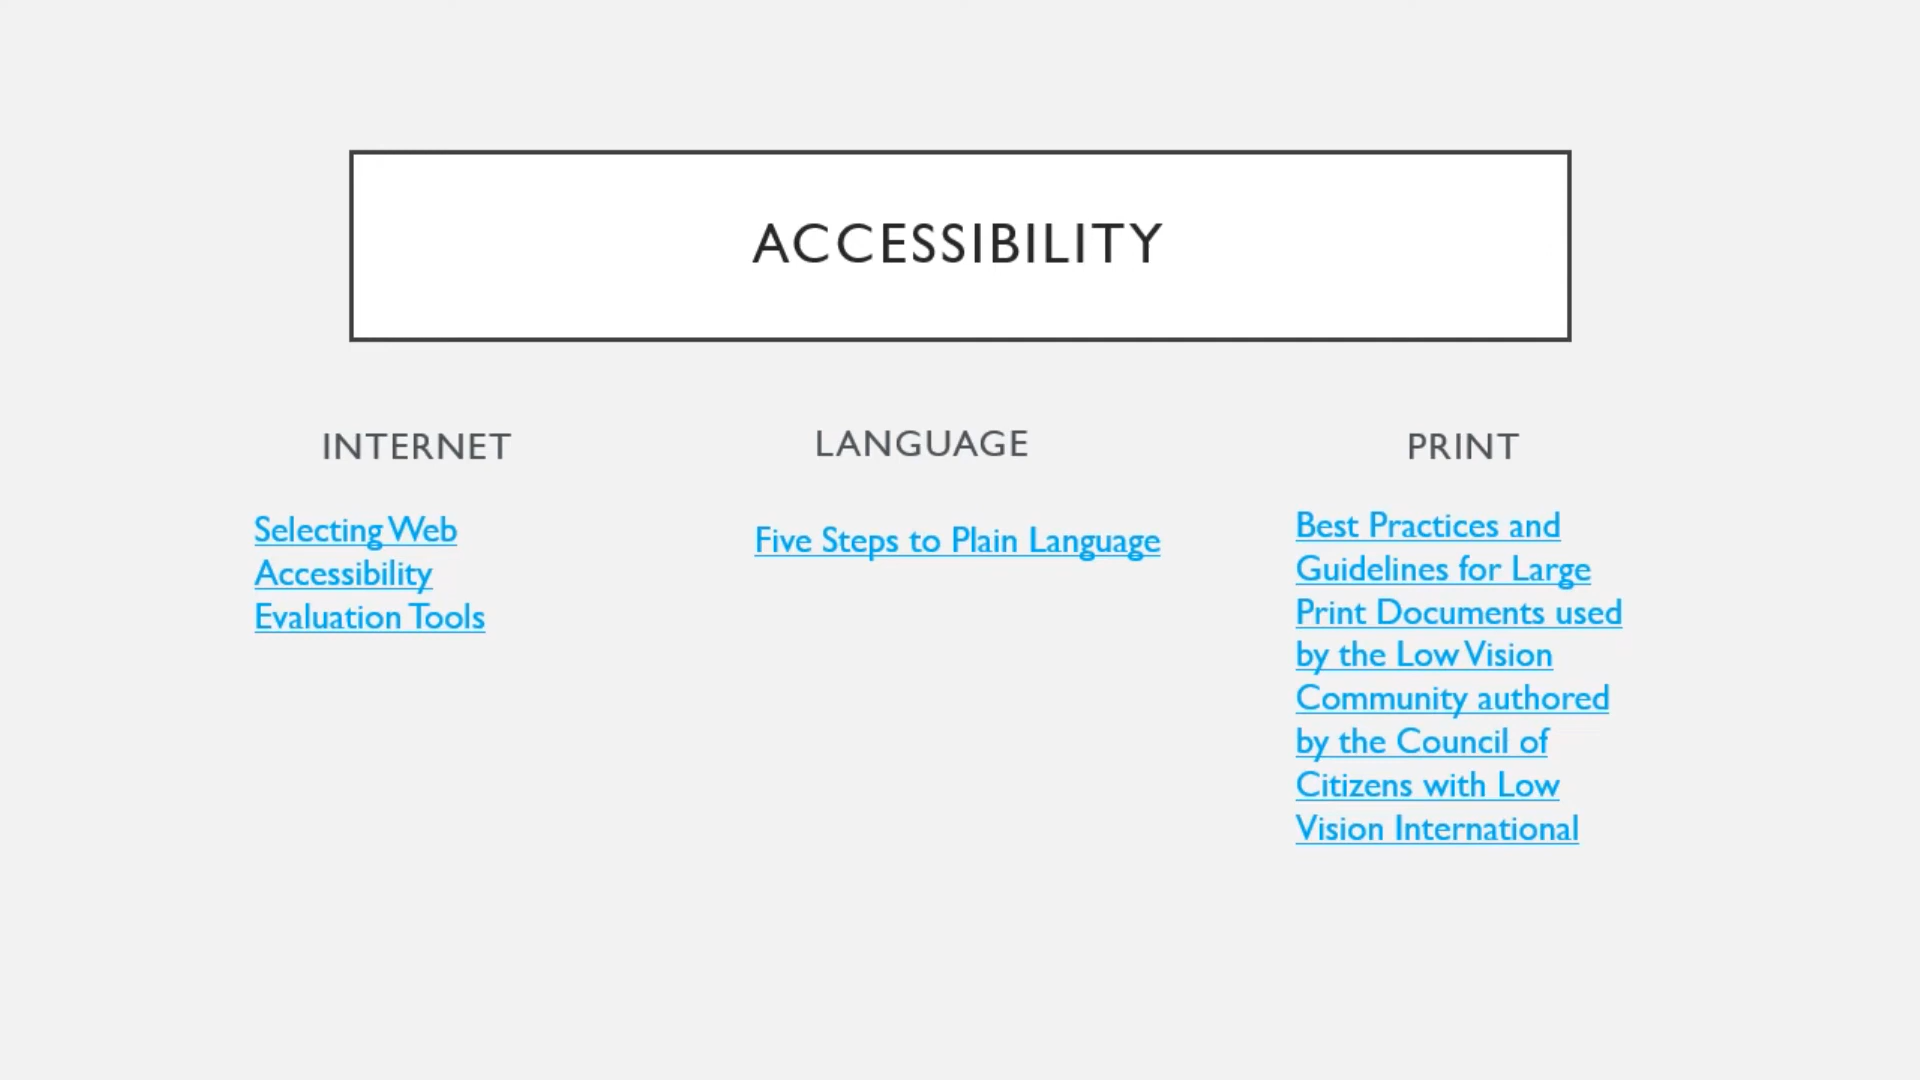 ACCESSIBILITY
INTERNET
Selecting Web
Accessibility
Evaluation Tools
LANGUAGE
Five Steps to Plain Language
PRINT
Best Practices and
Guidelines for Large
Print Documents used
by the Low Vision
Community authored
by the Council of
Citizens with Low
Vision International